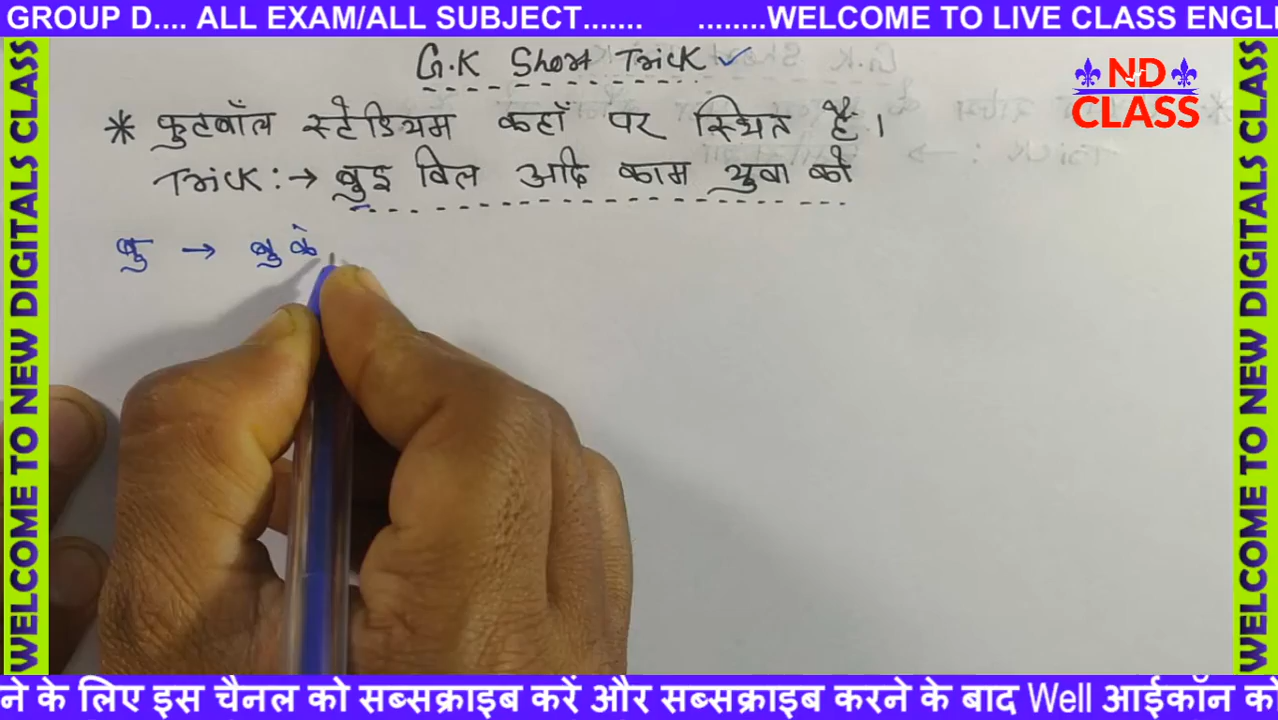 GROUP D.... ALL EXAM/ALL SUBJECT....... ........WELCOME TO LIVE CLASS ENGLI
G.K Short Trick ✓
ND
CLASS
* फुटबॉल स्टेडियम कहाँ पर स्थित है।
Trick :→ बुइ विल अदि काम युवा को
बु → बुके
WELCOME TO NEW DIGITALS CLASS
WELCOME TO NEW DIGITALS CLASS
ने के लिए इस चैनल को सब्सक्राइब करें और सब्सक्राइब करने के बाद Well आईकॉन को